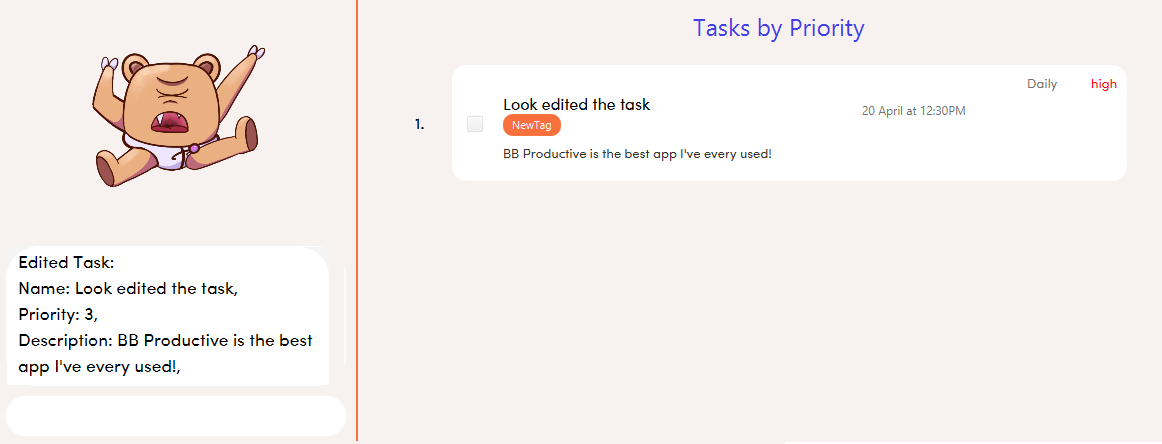 Tasks by Priority
Daily
high
1.
Look edited the task
20 April at 12:30PM
NewTag
BB Productive is the best app I've every used!
Edited Task:
Name: Look edited the task,
Priority: 3,
Description: BB Productive is the best
app I've every used!,